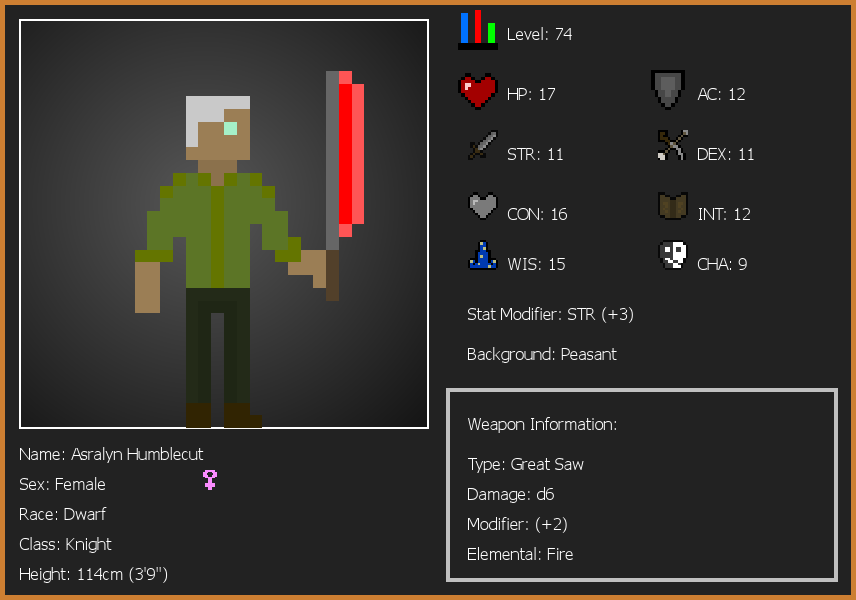 Level: 74
HP: 17
AC: 12
STR: 11
DEX: 11
CON: 16
INT: 12
WIS: 15
CHA: 9
Stat Modifier: STR (+3)
Background: Peasant
Weapon Information:
Type: Great Saw
Damage: d6
Modifier: (+2)
Elemental: Fire
Name: Asralyn Humblecut
Sex: Female
Race: Dwarf
Class: Knight
Height: 114cm (3'9")